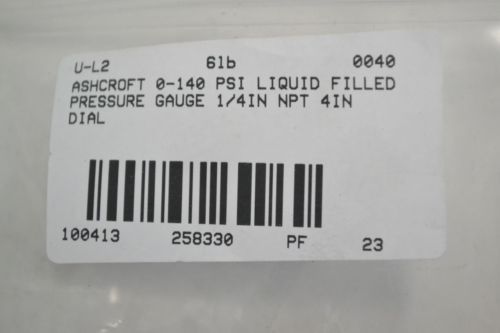 U-L2 6lb 0040
ASHCROFT 0-140 PSI LIQUID FILLED
PRESSURE GAUGE 1/4IN NPT 4IN
DIAL
100413 258330 PF 23